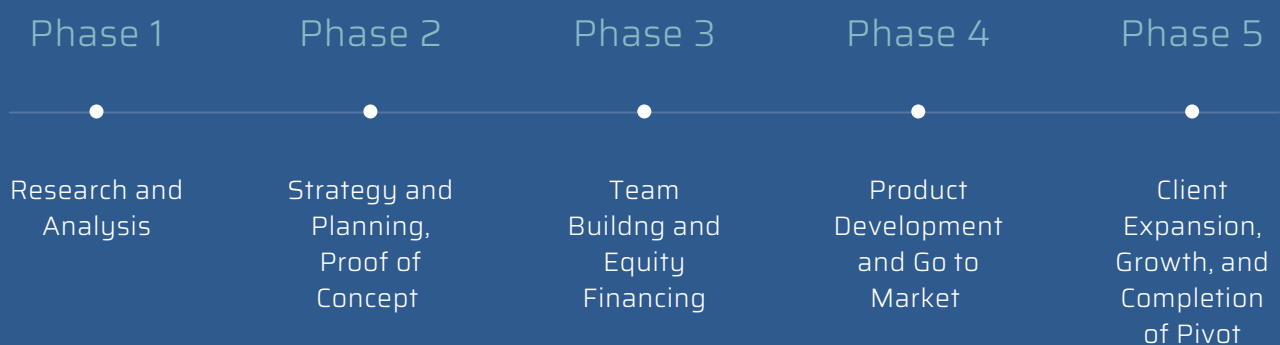 Phase 1
Research and
Analysis
Phase 2
Strategy and
Planning,
Proof of
Concept
Phase 3
Team
Buildng and
Equity
Financing
Phase 4
Product
Development
and Go to
Market
Phase 5
Client
Expansion,
Growth, and
Completion
of Pivot